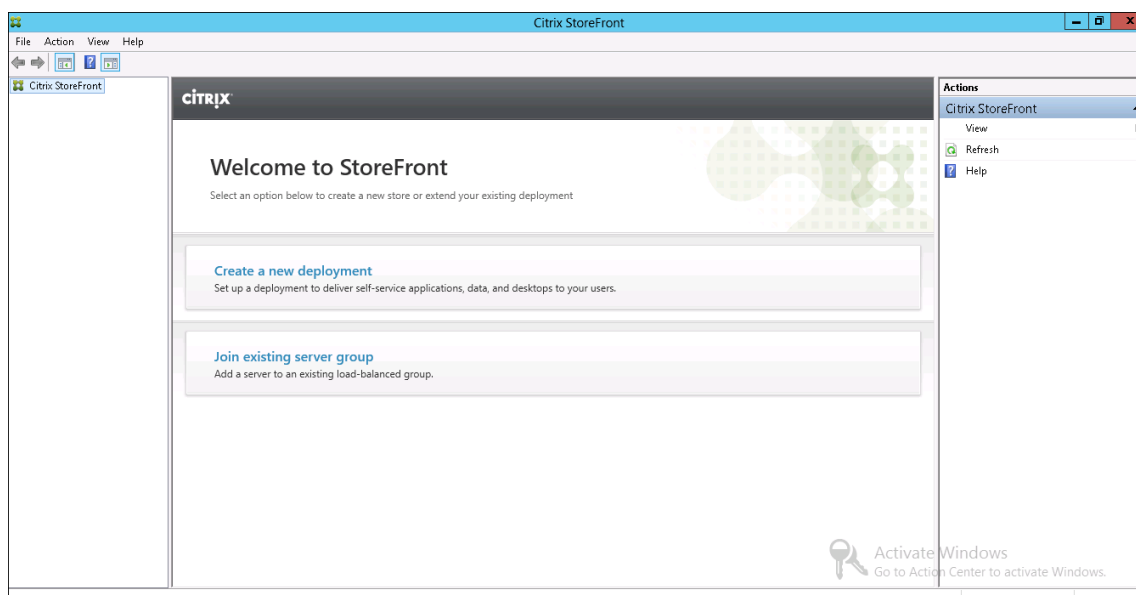 Citrix StoreFront
File Action View Help
Citrix StoreFront
CITRIX
Welcome to StoreFront
Select an option below to create a new store or extend your existing deployment
Create a new deployment
Set up a deployment to deliver self-service applications, data, and desktops to your users.
Join existing server group
Add a server to an existing load-balanced group.
Actions
Citrix StoreFront
View
Refresh
Help
Activate Windows
Go to Action Center to activate Windows.